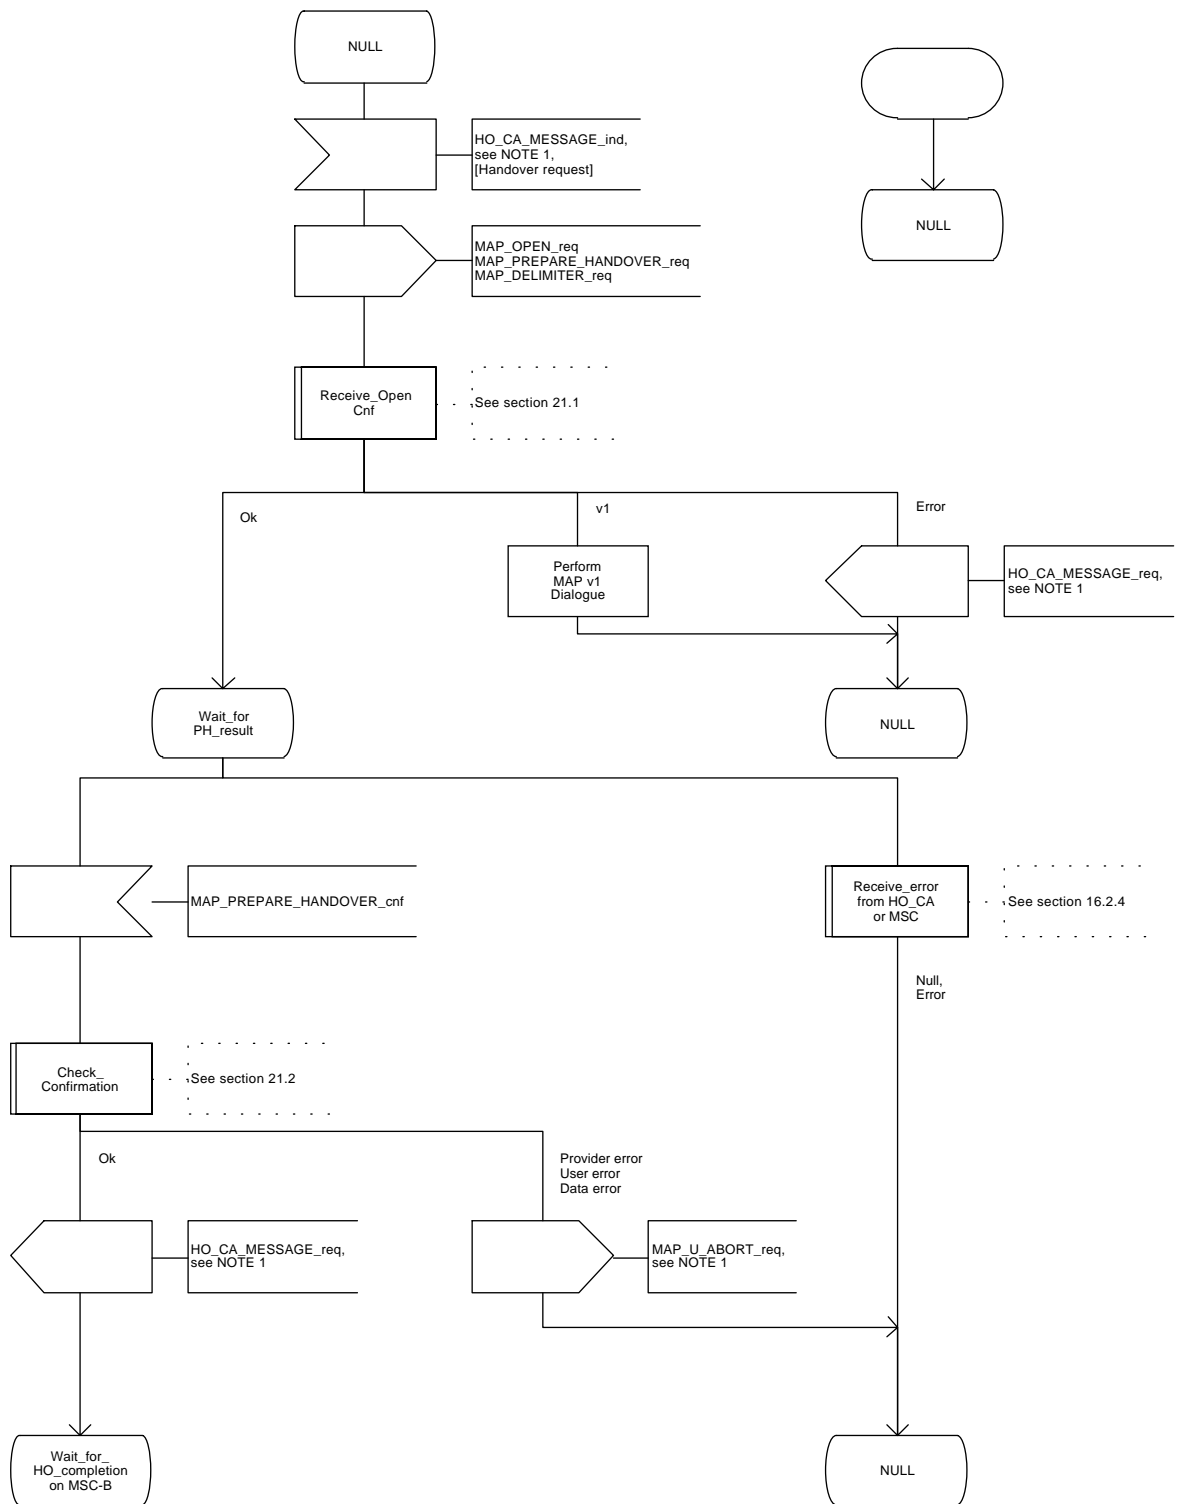 NULL
HO_CA_MESSAGE_ind,
see NOTE 1,
[Handover request]
NULL
MAP_OPEN_req
MAP_PREPARE_HANDOVER_req
MAP_DELIMITER_req
Receive_Open
Cnf
See section 21.1
Ok
v1
Error
Perform
MAP v1
Dialogue
HO_CA_MESSAGE_req,
see NOTE 1
Wait_for
PH_result
NULL
MAP_PREPARE_HANDOVER_cnf
Receive_error
from HO_CA
or MSC
See section 16.2.4
Null,
Error
Check_
Confirmation
See section 21.2
Ok
Provider error
User error
Data error
HO_CA_MESSAGE_req,
see NOTE 1
MAP_U_ABORT_req,
see NOTE 1
Wait_for_
HO_completion
on MSC-B
NULL